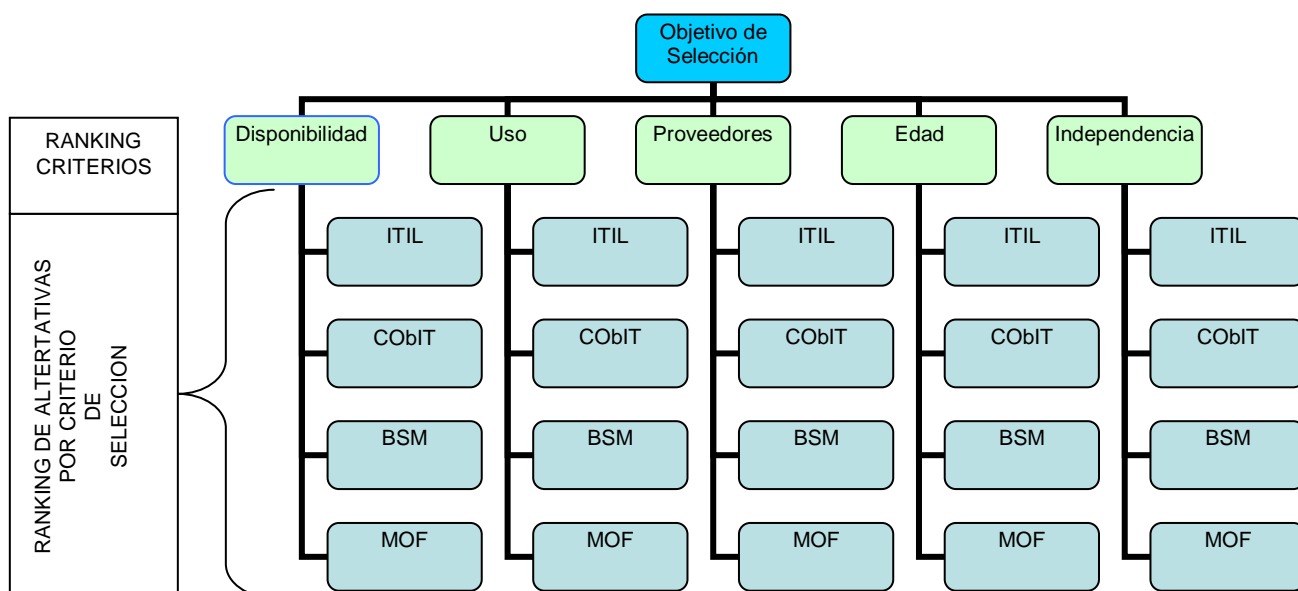 Objetivo de
Selección
RANKING
CRITERIOS
Disponibilidad
Uso
Proveedores
Edad
Independencia
RANKING DE ALTERTATIVAS
POR CRITERIO
DE
SELECCION
ITIL
ITIL
ITIL
ITIL
ITIL
CObIT
CObIT
CObIT
CObIT
CObIT
BSM
BSM
BSM
BSM
BSM
MOF
MOF
MOF
MOF
MOF